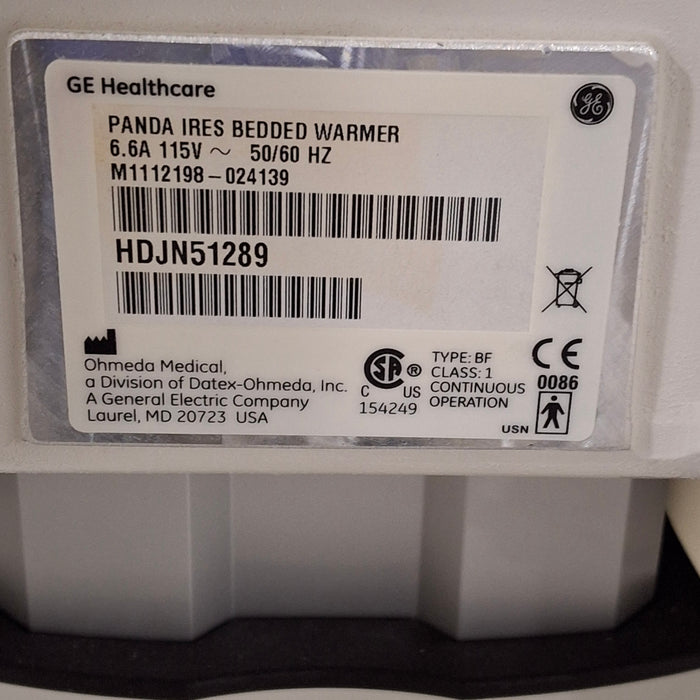 GE Healthcare
GE
PANDA IRES BEDDED WARMER
6.6A 115V ~ 50/60 HZ
M1112198-024139
HDJN51289
Ohmeda Medical,
a Division of Datex-Ohmeda, Inc.
A General Electric Company
Laurel, MD 20723 USA
SA ®
C US
154249
TYPE: BF
CLASS: 1
CONTINUOUS
OPERATION
CE
0086
USN